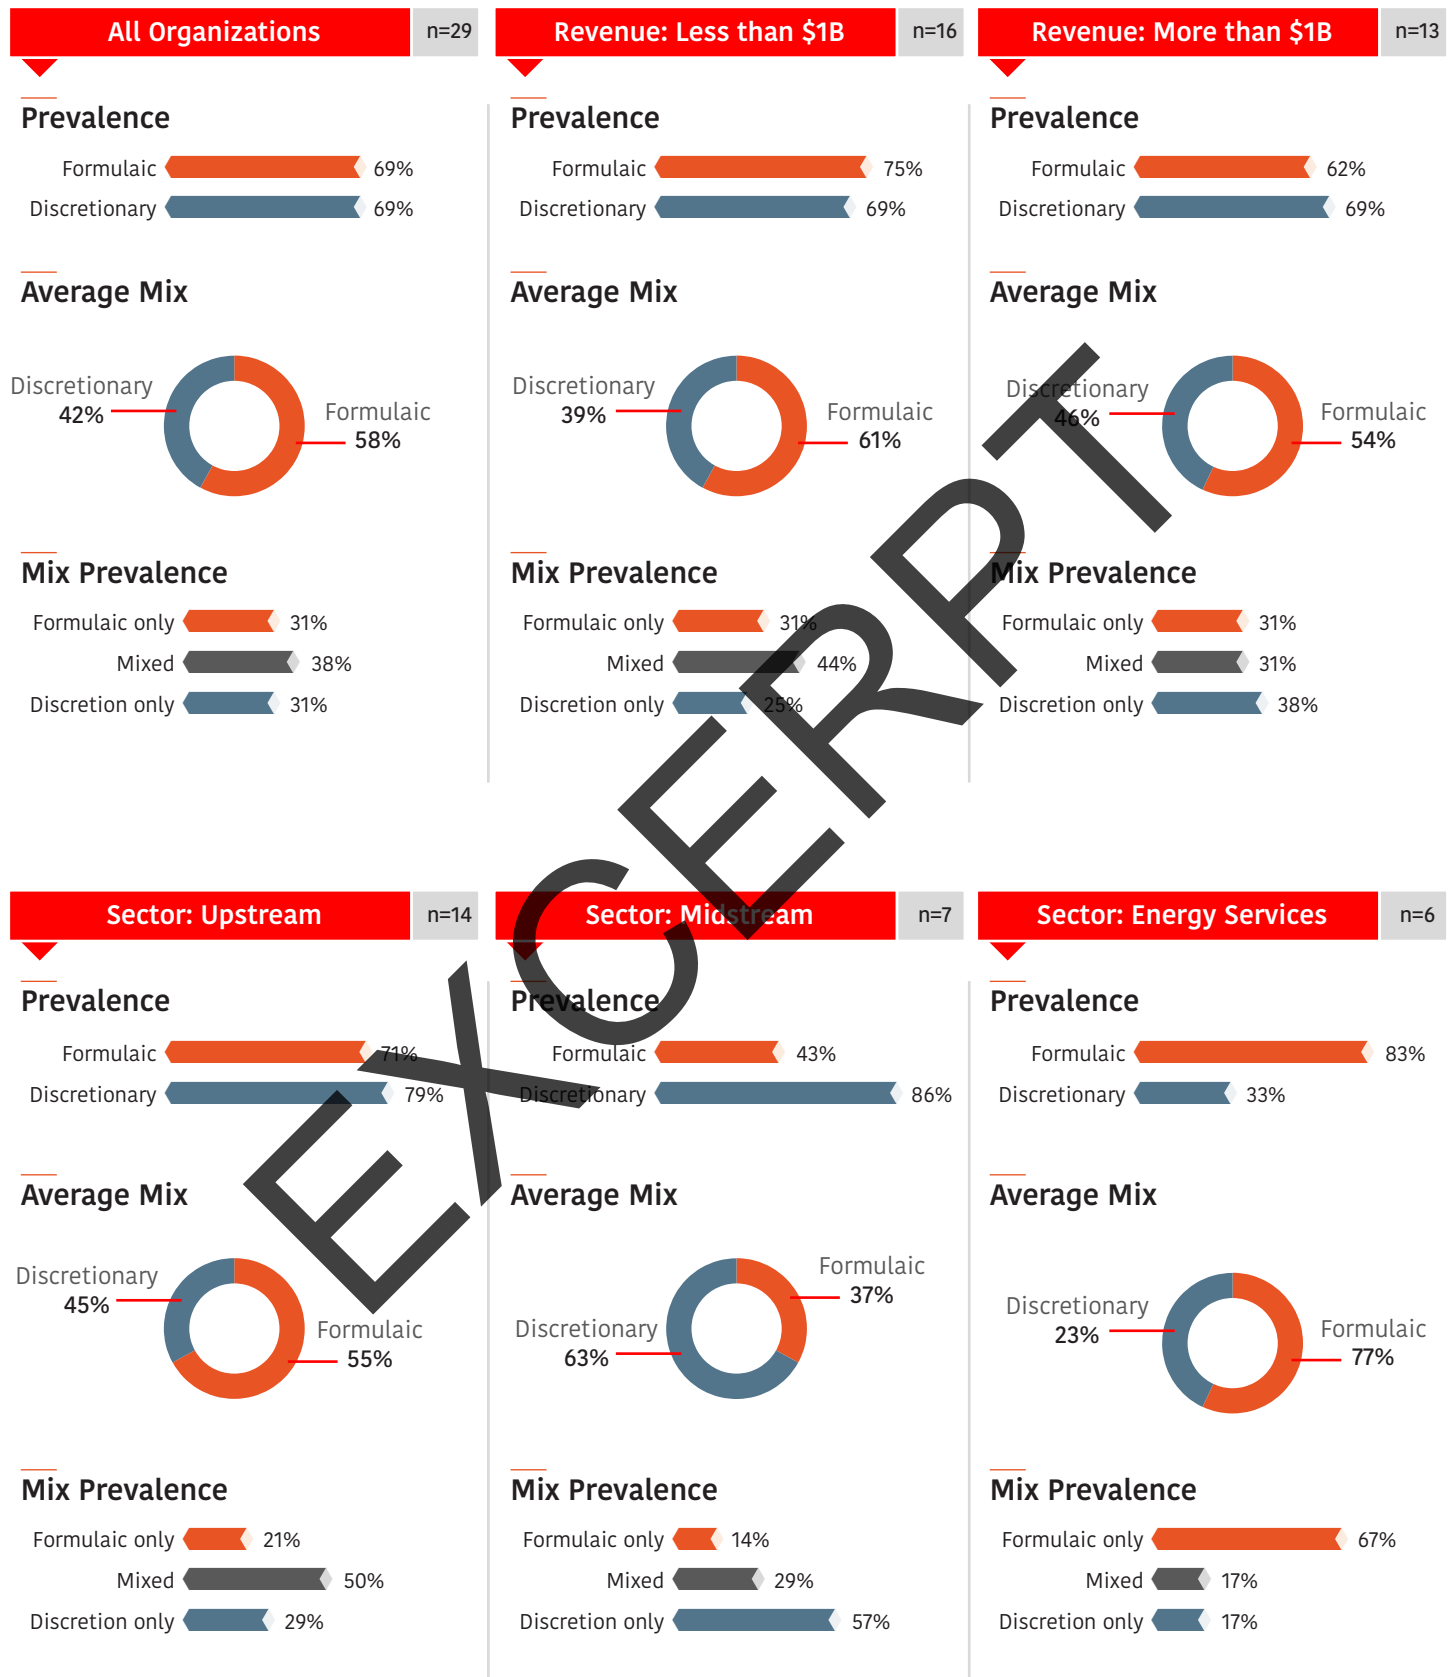 All Organizations n=29
Prevalence
Formulaic 69%
Discretionary 69%
Average Mix
Discretionary
42%
Formulaic
58%
Mix Prevalence
Formulaic only 31%
Mixed 38%
Discretion only 31%
Revenue: Less than $1B n=16
Prevalence
Formulaic 75%
Discretionary 69%
Average Mix
Discretionary
39%
Formulaic
61%
Mix Prevalence
Formulaic only 31%
Mixed 44%
Discretion only 25%
Revenue: More than $1B n=13
Prevalence
Formulaic 62%
Discretionary 69%
Average Mix
Discretionary
46%
Formulaic
54%
Mix Prevalence
Formulaic only 31%
Mixed 31%
Discretion only 38%
Sector: Upstream n=14
Prevalence
Formulaic 71%
Discretionary 79%
Average Mix
Discretionary
45%
Formulaic
55%
Mix Prevalence
Formulaic only 21%
Mixed 50%
Discretion only 29%
Sector: Midstream n=7
Prevalence
Formulaic 43%
Discretionary 86%
Average Mix
Formulaic
37%
Discretionary
63%
Mix Prevalence
Formulaic only 14%
Mixed 29%
Discretion only 57%
Sector: Energy Services n=6
Prevalence
Formulaic 83%
Discretionary 33%
Average Mix
Discretionary
23%
Formulaic
77%
Mix Prevalence
Formulaic only 67%
Mixed 17%
Discretion only 17%
EXCERPT